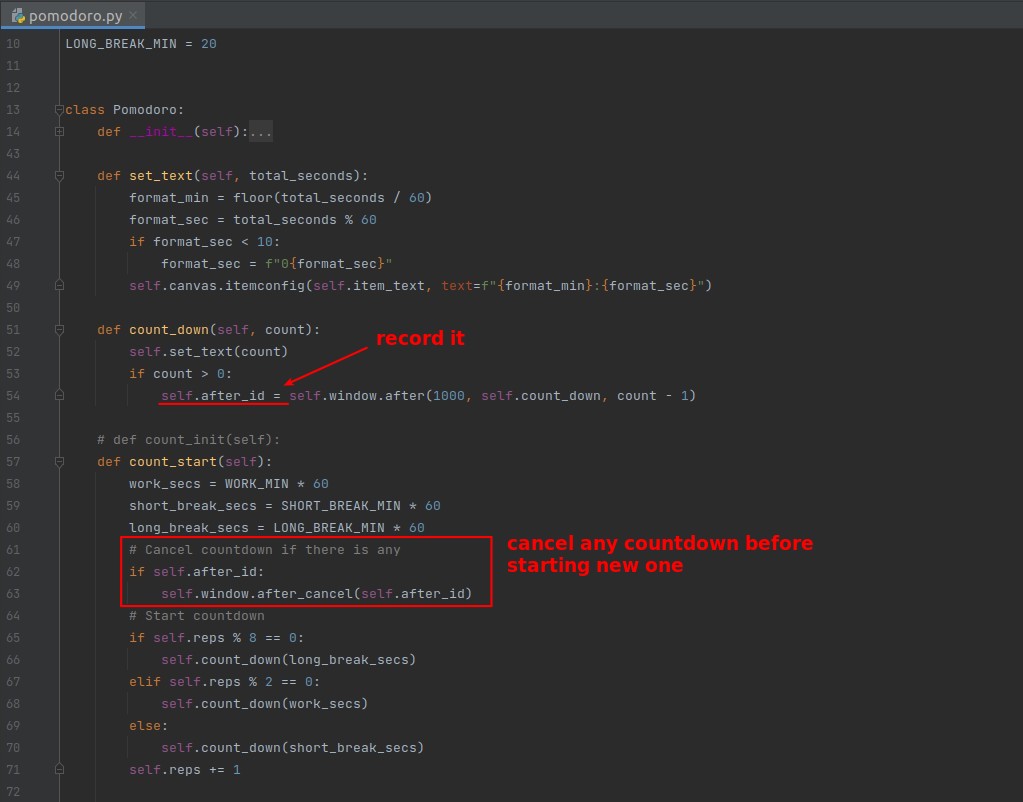 pomodoro.py
10 LONG_BREAK_MIN = 20
11
12
13 class Pomodoro:
14     def __init__(self):...
43
44     def set_text(self, total_seconds):
45         format_min = floor(total_seconds / 60)
46         format_sec = total_seconds % 60
47         if format_sec < 10:
48             format_sec = f"0{format_sec}"
49         self.canvas.itemconfig(self.item_text, text=f"{format_min}:{format_sec}")
50
51     def count_down(self, count):
record it
52         self.set_text(count)
53         if count > 0:
54             self.after_id = self.window.after(1000, self.count_down, count - 1)
55
56     # def count_init(self):
57     def count_start(self):
58         work_secs = WORK_MIN * 60
59         short_break_secs = SHORT_BREAK_MIN * 60
60         long_break_secs = LONG_BREAK_MIN * 60
61         # Cancel countdown if there is any
cancel any countdown before
starting new one
62         if self.after_id:
63             self.window.after_cancel(self.after_id)
64         # Start countdown
65         if self.reps % 8 == 0:
66             self.count_down(long_break_secs)
67         elif self.reps % 2 == 0:
68             self.count_down(work_secs)
69         else:
70             self.count_down(short_break_secs)
71         self.reps += 1
72